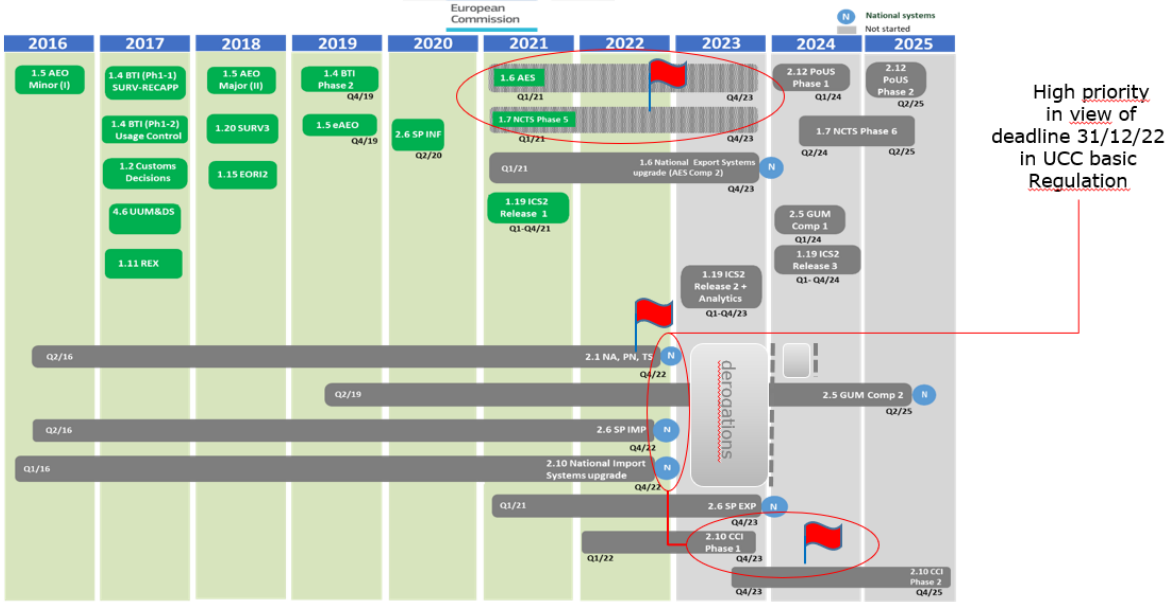 European
Commission
N National systems
Not started
2016 2017 2018 2019 2020 2021 2022 2023 2024 2025
1.5 AEO
Minor (I)
1.4 BTI (Ph1-1)
SURV-RECAPP
1.5 AEO
Major (II)
1.4 BTI
Phase 2
Q4/19
1.6 AES
Q1/21
Q4/23
2.12 PoUS
Phase 1
Q1/24
2.12
PoUS
Phase 2
Q2/25
1.4 BTI (Ph1-2)
Usage Control
1.20 SURV3
1.5 eAEO
Q4/19
2.6 SP INF
Q2/20
1.7 NCTS Phase 5
Q1/21
Q4/23
1.7 NCTS Phase 6
Q2/24
Q2/25
1.2 Customs
Decisions
1.15 EORI2
Q1/21
1.6 National Export Systems
upgrade (AES Comp 2)
N
Q4/23
4.6 UUM&DS
1.19 ICS2
Release 1
Q1-Q4/21
2.5 GUM
Comp 1
Q1/24
1.11 REX
1.19 ICS2
Release 3
Q1- Q4/24
1.19 ICS2
Release 2 +
Analytics
Q1-Q4/23
Q2/16
2.1 NA, PN, TS
N
Q4/22
derogations
Q2/19
2.5 GUM Comp 2
N
Q2/25
Q2/16
2.6 SP IMP
N
Q4/22
Q1/16
2.10 National Import
Systems upgrade
N
Q4/22
Q1/21
2.6 SP EXP
N
Q4/23
2.10 CCI
Phase 1
Q1/22
Q4/23
2.10 CCI
Phase 2
Q4/23
Q4/25
High priority
in view of
deadline 31/12/22
in UCC basic
Regulation